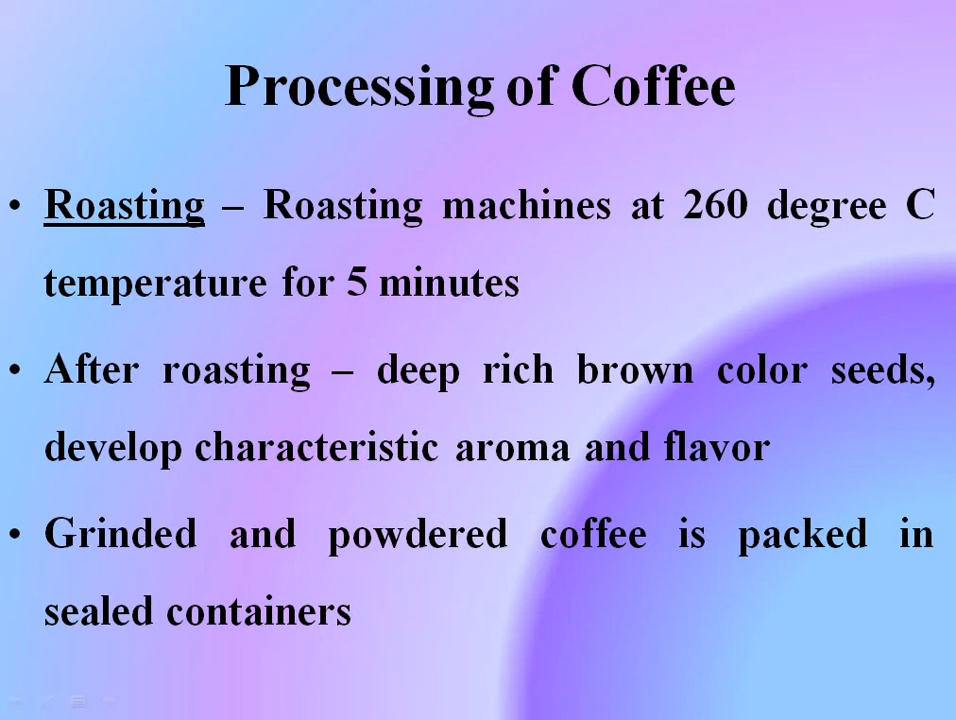 Processing of Coffee
• Roasting – Roasting machines at 260 degree C
temperature for 5 minutes
• After roasting – deep rich brown color seeds,
develop characteristic aroma and flavor
• Grinded and powdered coffee is packed in
sealed containers